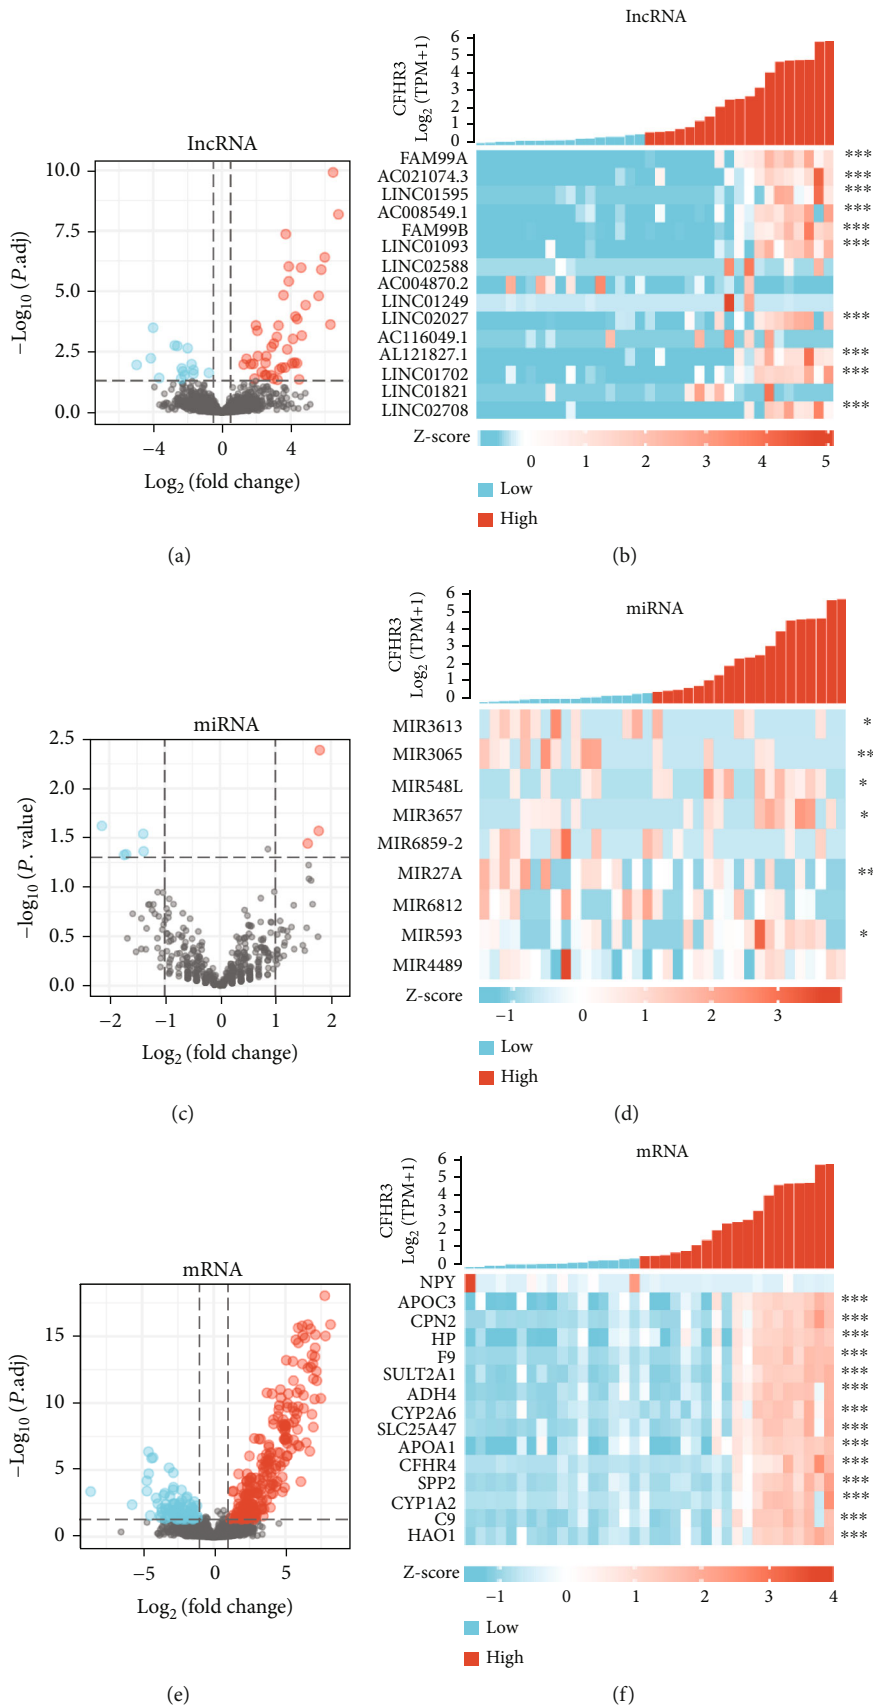 lncRNA
10.0
7.5
5.0
2.5
0.0
−Log10 (P.adj)
−4
0
4
Log2 (fold change)
(a)
lncRNA
CFHR3
Log2 (TPM+1)
6
5
4
3
2
1
0
FAM99A ***
AC021074.3 ***
LINC01595 ***
AC008549.1 ***
FAM99B ***
LINC01093 ***
LINC02588
AC004870.2
LINC01249
LINC02027 ***
AC116049.1
AL121827.1 ***
LINC01702 ***
LINC01821
LINC02708 ***
Z-score
0 1 2 3 4 5
Low
High
(b)
miRNA
2.5
2.0
1.5
1.0
0.5
0.0
−log10 (P. value)
−2 −1 0 1 2
Log2 (fold change)
(c)
miRNA
CFHR3
Log2 (TPM+1)
6
5
4
3
2
1
0
MIR3613 *
MIR3065 **
MIR548L *
MIR3657 *
MIR6859-2
MIR27A **
MIR6812
MIR593 *
MIR4489
Z-score
−1 0 1 2 3
Low
High
(d)
mRNA
15
10
5
0
−Log10 (P.adj)
−5 0 5
Log2 (fold change)
(e)
mRNA
CFHR3
Log2 (TPM+1)
6
5
4
3
2
1
0
NPY
APOC3 ***
CPN2 ***
HP ***
F9 ***
SULT2A1 ***
ADH4 ***
CYP2A6 ***
SLC25A47 ***
APOA1 ***
CFHR4 ***
SPP2 ***
CYP1A2 ***
C9 ***
HAO1 ***
Z-score
−1 0 1 2 3 4
Low
High
(f)